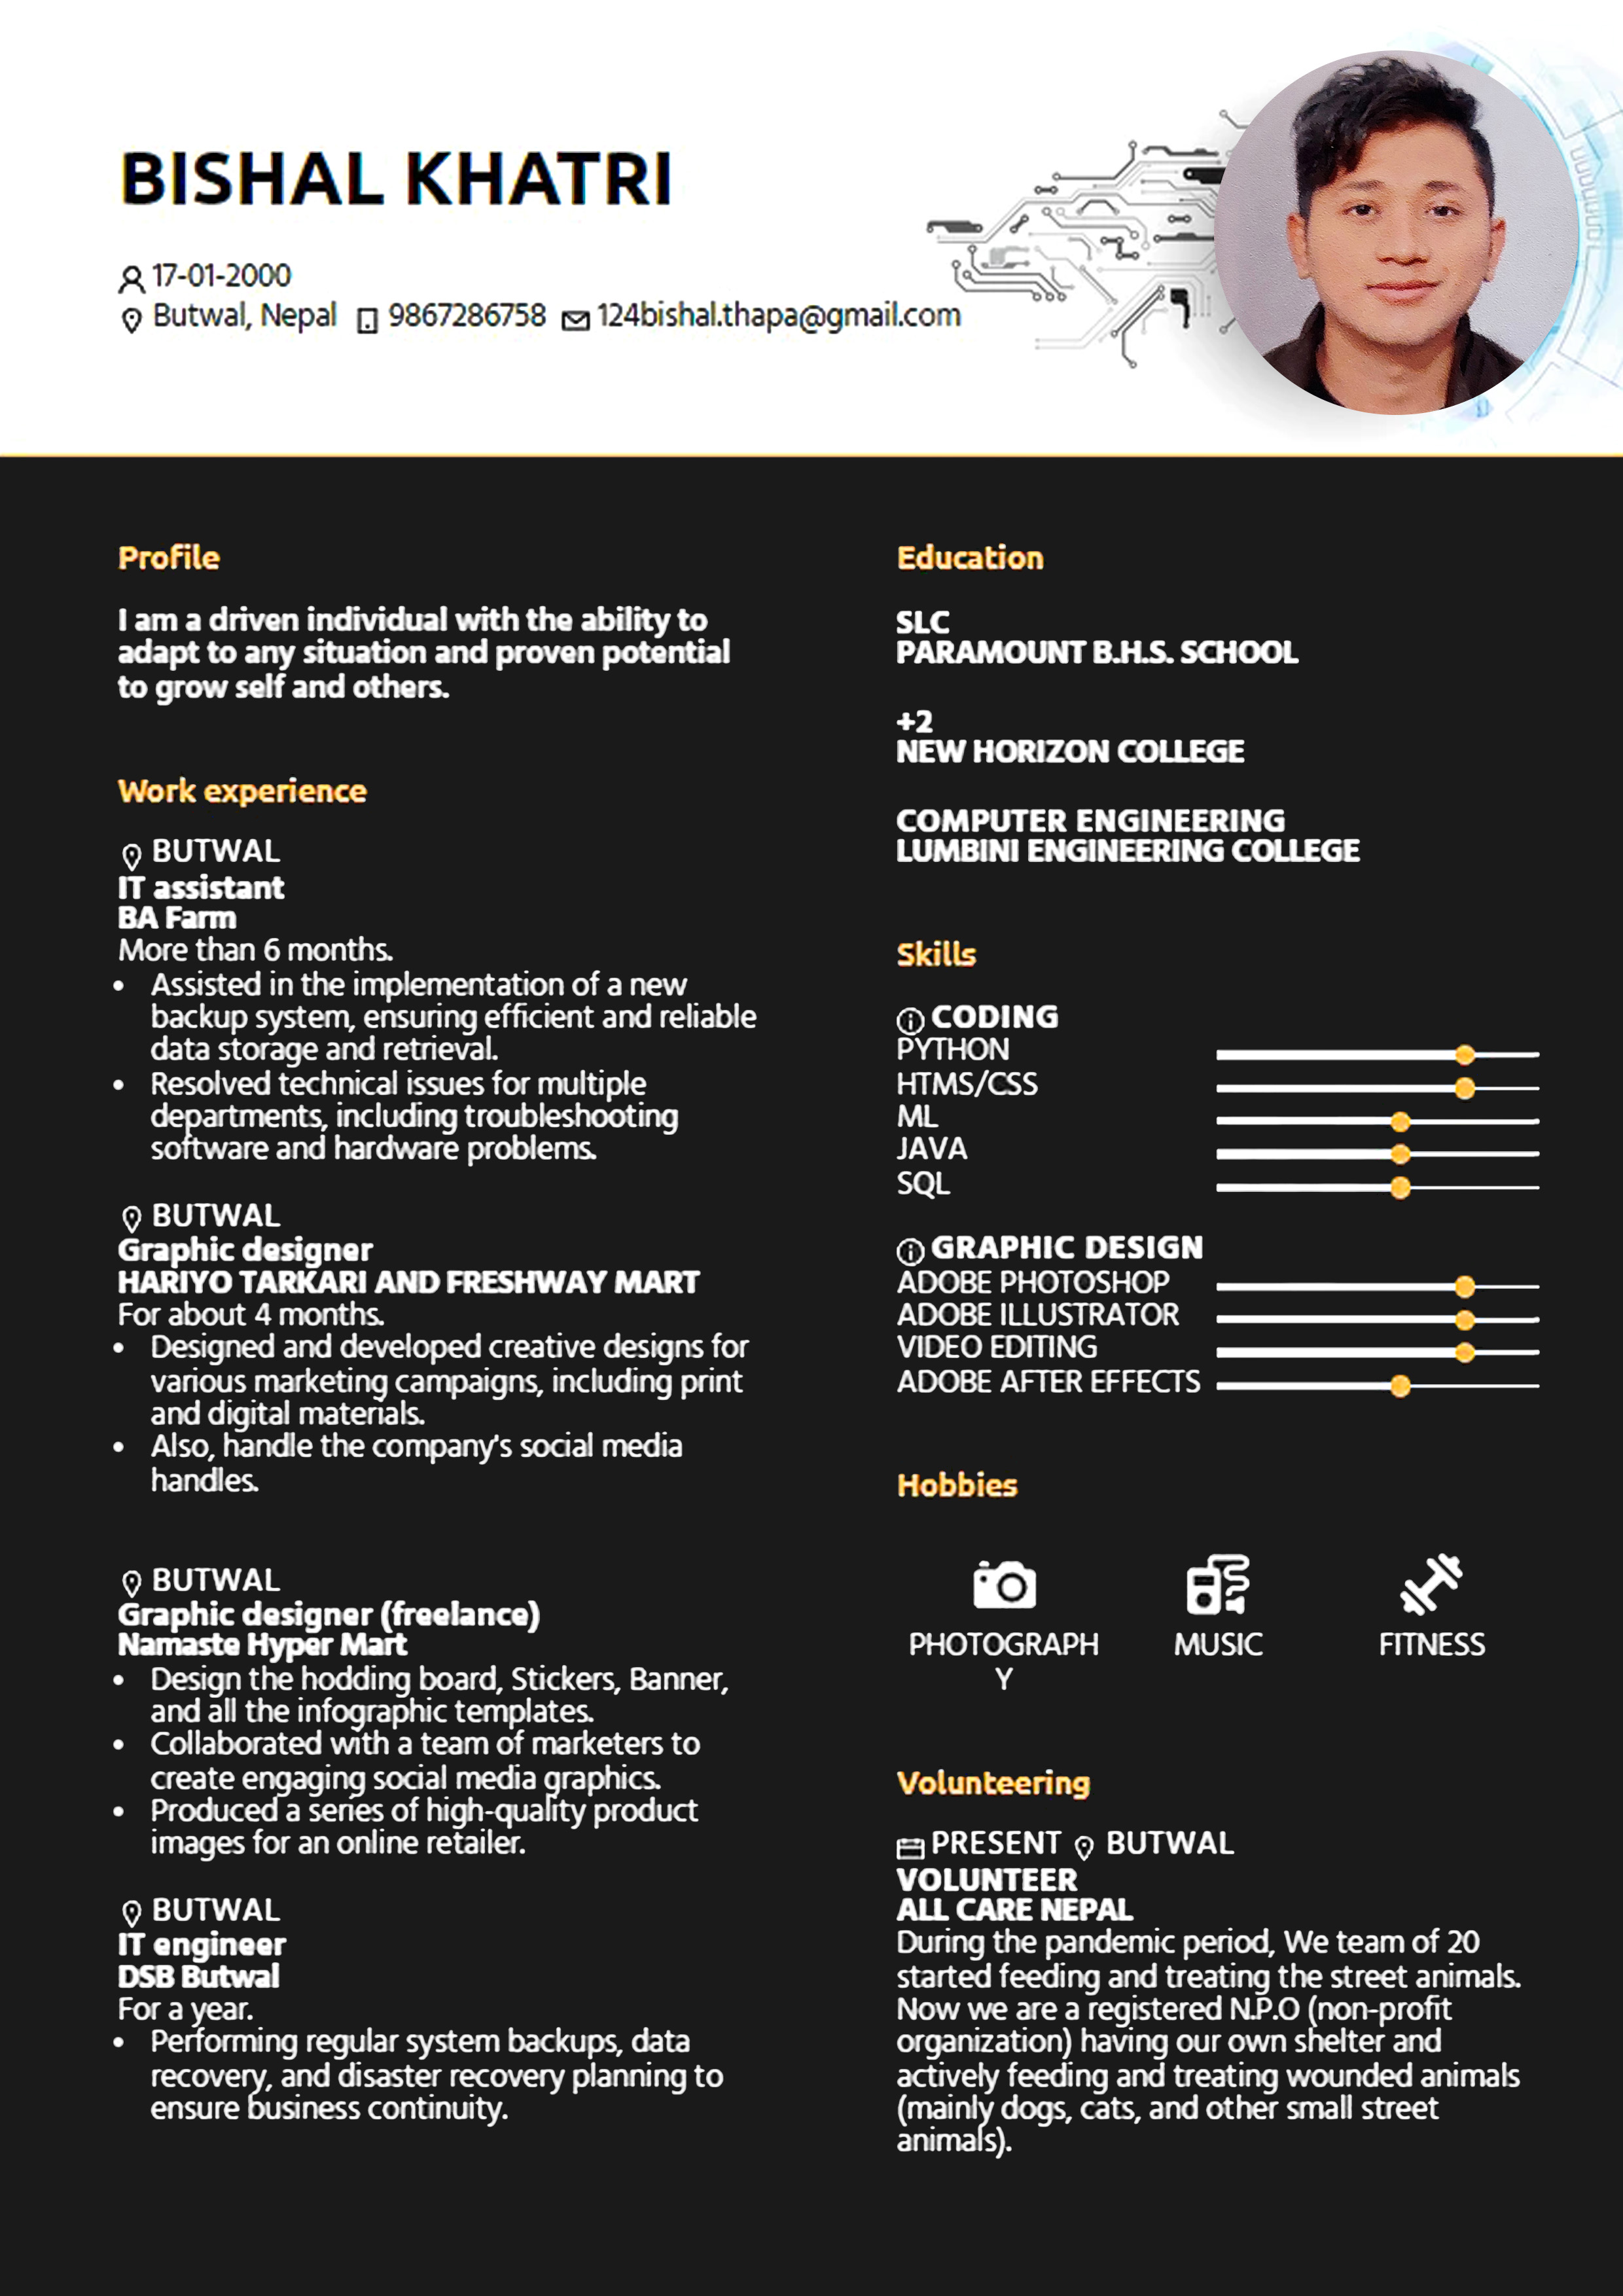 BISHAL KHATRI
17-01-2000
Butwal, Nepal 9867286758 124bishal.thapa@gmail.com
Profile
I am a driven individual with the ability to
adapt to any situation and proven potential
to grow self and others.
Work experience
BUTWAL
IT assistant
BA Farm
More than 6 months.
• Assisted in the implementation of a new
backup system, ensuring efficient and reliable
data storage and retrieval.
• Resolved technical issues for multiple
departments, including troubleshooting
software and hardware problems.
BUTWAL
Graphic designer
HARIYO TARKARI AND FRESHWAY MART
For about 4 months.
• Designed and developed creative designs for
various marketing campaigns, including print
and digital materials.
• Also, handle the company's social media
handles.
BUTWAL
Graphic designer (freelance)
Namaste Hyper Mart
• Design the hodding board, Stickers, Banner,
and all the infographic templates.
• Collaborated with a team of marketers to
create engaging social media graphics.
• Produced a series of high-quality product
images for an online retailer.
BUTWAL
IT engineer
DSB Butwal
For a year.
• Performing regular system backups, data
recovery, and disaster recovery planning to
ensure business continuity.
Education
SLC
PARAMOUNT B.H.S. SCHOOL
+2
NEW HORIZON COLLEGE
COMPUTER ENGINEERING
LUMBINI ENGINEERING COLLEGE
Skills
CODING
PYTHON
HTMS/CSS
ML
JAVA
SQL
GRAPHIC DESIGN
ADOBE PHOTOSHOP
ADOBE ILLUSTRATOR
VIDEO EDITING
ADOBE AFTER EFFECTS
Hobbies
PHOTOGRAPH
Y
MUSIC
FITNESS
Volunteering
PRESENT BUTWAL
VOLUNTEER
ALL CARE NEPAL
During the pandemic period, We team of 20
started feeding and treating the street animals.
Now we are a registered N.P.O (non-profit
organization) having our own shelter and
actively feeding and treating wounded animals
(mainly dogs, cats, and other small street
animals).